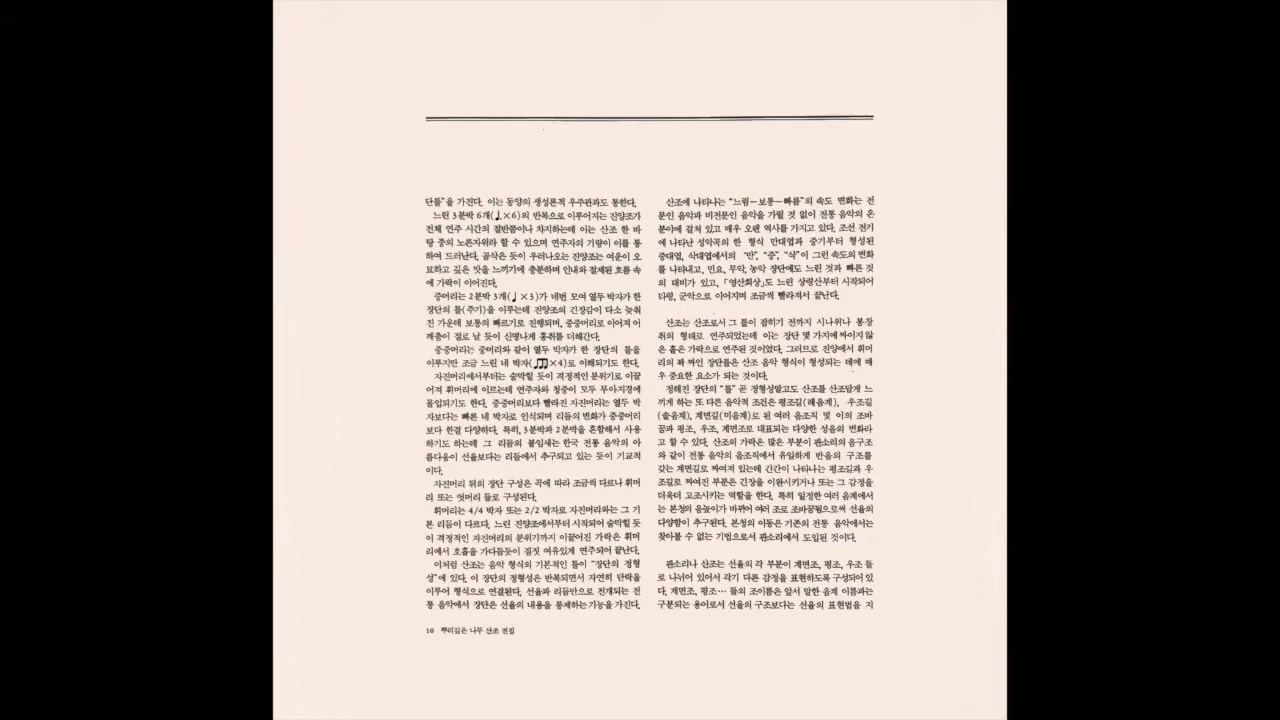 단틀”을 가진다. 이는 동양의 생성론적 우주관과도 통한다.
느린 3분박 6개(♩.×6)의 반복으로 이루어지는 진양조가
전체 연주 시간의 절반쯤이나 차지하는데 이는 산조 한 바
탕 중의 노른자위라 할 수 있으며 연주자의 기량이 이를 통
하여 드러난다. 곰삭은 듯이 우러나오는 진양조는 여운이 오
묘하고 깊은 맛을 느끼기에 충분하며 인내와 절제된 흐름 속
에 가락이 이어진다.
중머리는 2분박 3개(♩×3)가 네번 모여 열두 박자가 한
장단의 틀(주기)을 이루는데 진양조의 긴장감이 다소 늦춰
진 가운데 보통의 빠르기로 진행되며, 중중머리로 이어져 어
깨춤이 절로 날 듯이 신명나게 흥취를 더해간다.
중중머리는 중머리와 같이 열두 박자가 한 장단의 틀을
이루지만 조금 느린 네 박자(♫♪×4)로 이해되기도 한다.
자진머리에서부터는 숨막힐 듯이 격정적인 분위기로 이끌
어져 휘머리에 이르는데 연주자와 청중이 모두 무아지경에
몰입되기도 한다. 중중머리보다 빨라진 자진머리는 열두 박
자보다는 빠른 네 박자로 인식되며 리듬의 변화가 중중머리
보다 한결 다양하다. 특히, 3분박과 2분박을 혼합해서 사용
하기도 하는데 그 리듬의 붙임새는 한국 전통 음악의 아
름다움이 선율보다는 리듬에서 추구되고 있는 듯이 기교적
이다.
자진머리 뒤의 장단 구성은 곡에 따라 조금씩 다르나 휘머
리 또는 엇머리 들로 구성된다.
휘머리는 4/4 박자 또는 2/2 박자로 자진머리와는 그 기
본 리듬이 다르다. 느린 진양조에서부터 시작되어 숨막힐 듯
이 격정적인 자진머리의 분위기까지 이끌어진 가락은 휘머
리에서 호흡을 가다듬듯이 짐짓 여유있게 연주되어 끝난다.
이처럼 산조는 음악 형식의 기본적인 틀이 “장단의 정형
성”에 있다. 이 장단의 정형성은 반복되면서 자연히 단락을
이루어 형식으로 연결된다. 선율과 리듬만으로 전개되는 전
통 음악에서 장단은 선율의 내용을 통제하는 기능을 가진다.
10 뿌리깊은 나무 산조 전집
산조에 나타나는 “느림—보통—빠름”의 속도 변화는 전
문인 음악과 비전문인 음악을 가릴 것 없이 전통 음악의 온
분야에 걸쳐 있고 매우 오랜 역사를 가지고 있다. 조선 전기
에 나타난 성악곡의 한 형식 만대엽과 중기부터 형성된
중대엽, 삭대엽에서의 “만”, “중”, “삭”이 그런 속도의 변화
를 나타내고, 민요, 무악, 농악 장단에도 느린 것과 빠른 것
의 대비가 있고, 「영산회상」도 느린 상령산부터 시작되어
타령, 군악으로 이어지며 조금씩 빨라져서 끝난다.
산조는 산조로서 그 틀이 잡히기 전까지 시나위나 봉장
취의 형태로 연주되었는데 이는 장단 몇 가지에 짜이지 않
은 흩은 가락으로 연주된 것이었다. 그러므로 진양에서 휘머
리의 꽉 짜인 장단틀은 산조 음악 형식이 형성되는 데에 매
우 중요한 요소가 되는 것이다.
정해진 장단의 “틀” 곧 정형성말고도 산조를 산조답게 느
끼게 하는 또 다른 음악적 조건은 평조길(레음계), 우조길
(솔음계), 계면길(미음계)로 된 여러 음조직 및 이의 조바
꿈과 평조, 우조, 계면조로 대표되는 다양한 성음의 변화라
고 할 수 있다. 산조의 가락은 많은 부분이 판소리의 음구조
와 같이 전통 음악의 음조직에서 유일하게 반음의 구조를
갖는 계면길로 짜여져 있는데 간간이 나타나는 평조길과 우
조길로 짜여진 부분은 긴장을 이완시키거나 또는 그 감정을
더욱더 고조시키는 역할을 한다. 특히 일정한 여러 음계에서
는 본청의 음높이가 바뀌어 여러 조로 조바꿈됨으로써 선율의
다양함이 추구된다. 본청의 이동은 기존의 전통 음악에서는
찾아볼 수 없는 기법으로서 판소리에서 도입된 것이다.
판소리나 산조는 선율의 각 부분이 계면조, 평조, 우조 들
로 나뉘어 있어서 각기 다른 감정을 표현하도록 구성되어 있
다. 계면조, 평조… 들의 조이름은 앞서 말한 음계 이름과는
구분되는 용어로서 선율의 구조보다는 선율의 표현법을 지